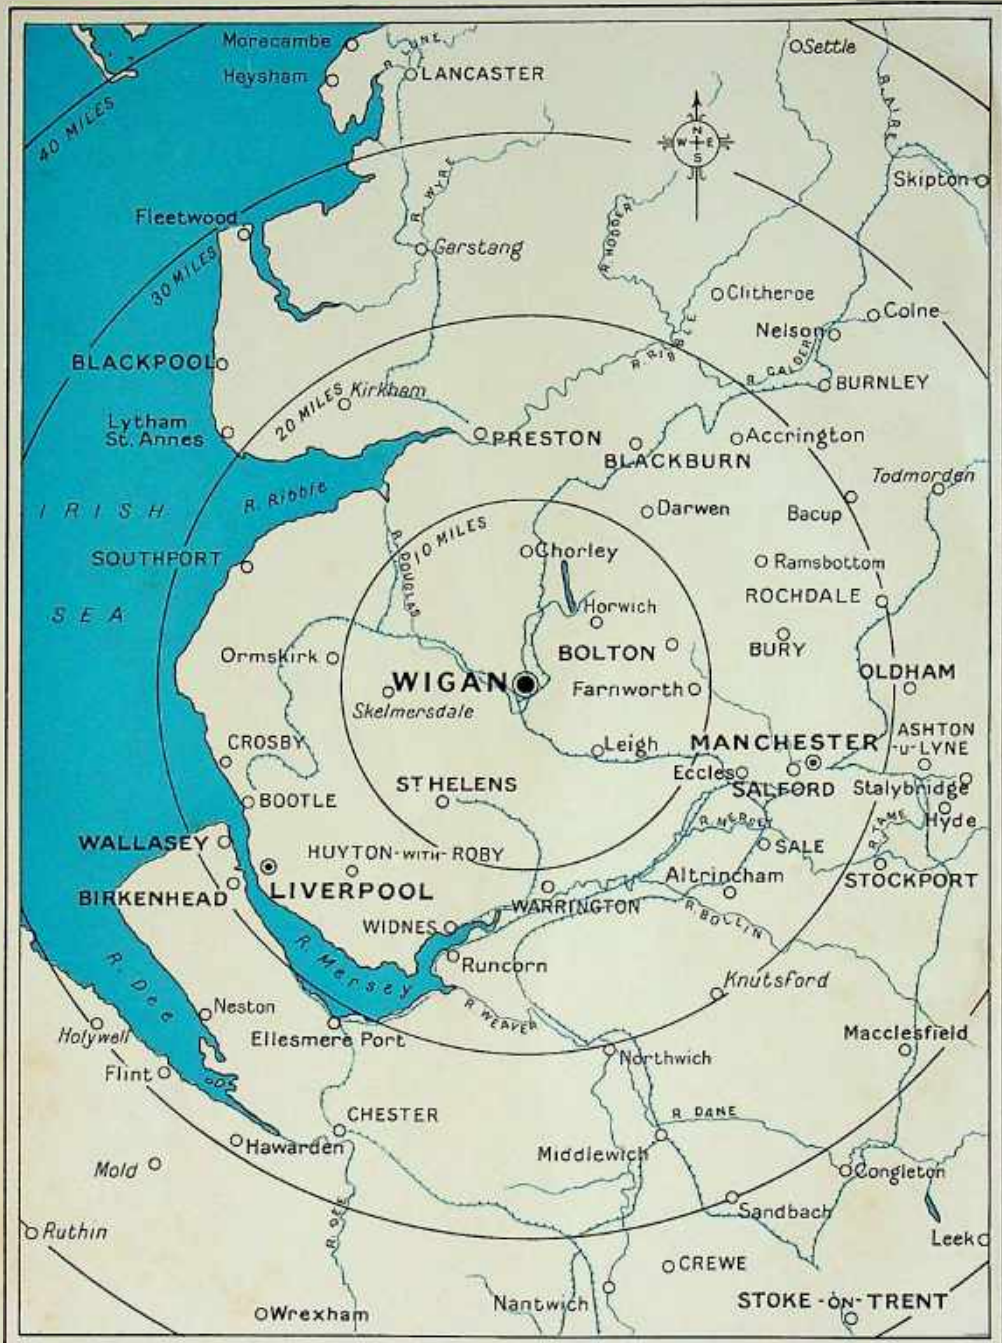 Morecambe
R. LUNE
Settle
Heysham
LANCASTER
R. AIRE
40 MILES
N
W E
S
Skipton
R. WYRE
Fleetwood
R. HODDER
Garstang
30 MILES
Clitheroe
Colne
Nelson
R. RIBBLE
R. CALDER
BLACKPOOL
BURNLEY
Kirkham
20 MILES
Lytham
St. Annes
PRESTON
Accrington
BLACKBURN
Todmorden
R. Ribble
IRISH
SEA
Darwen
Bacup
10 MILES
Chorley
SOUTHPORT
R. DOUGLAS
Ramsbottom
Horwich
ROCHDALE
BOLTON
BURY
Ormskirk
WIGAN
Farnworth
OLDHAM
Skelmersdale
CROSBY
Leigh
MANCHESTER
ASHTON
-U-LYNE
Eccles
SALFORD
Stalybridge
BOOTLE
ST HELENS
Hyde
R. MERSEY
R. TAME
WALLASEY
HUYTON-WITH-ROBY
SALE
Altrincham
STOCKPORT
BIRKENHEAD
LIVERPOOL
WARRINGTON
R. BOLLIN
WIDNES
R. Mersey
Runcorn
R. Dee
Knutsford
Neston
R. WEAVER
Holywell
Ellesmere Port
Macclesfield
Northwich
Flint
CHESTER
R. DANE
Hawarden
Middlewich
Mold
Congleton
Sandbach
Ruthin
R. DEE
Leek
CREWE
Nantwich
STOKE-ON-TRENT
Wrexham